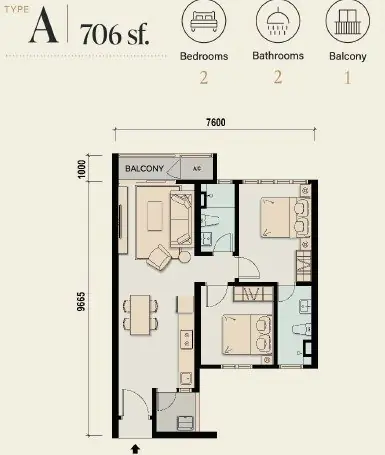 TYPE
A 706 sf.
Bedrooms
2
Bathrooms
2
Balcony
1
7600
1000
BALCONY
A/C
9665